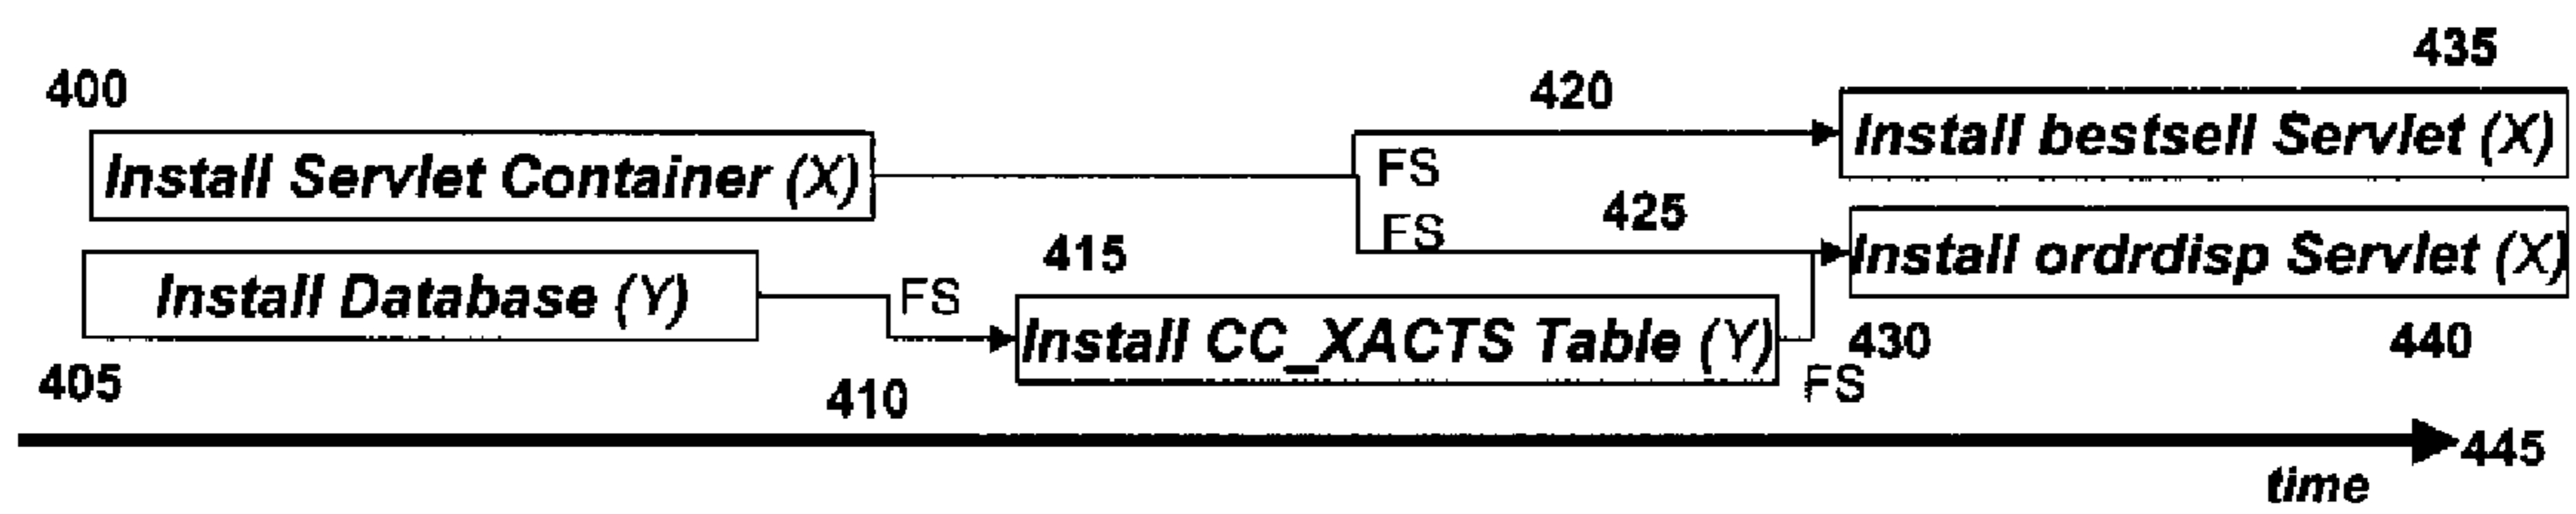 435
400
420
Install Servlet Container (X)
FS
Install bestsell Servlet (X)
FS
425
415
Install ordrdisp Servlet (X)
Install Database (Y)
FS
Install CC_XACTS Table (Y)
430
440
405
FS
410
445
time